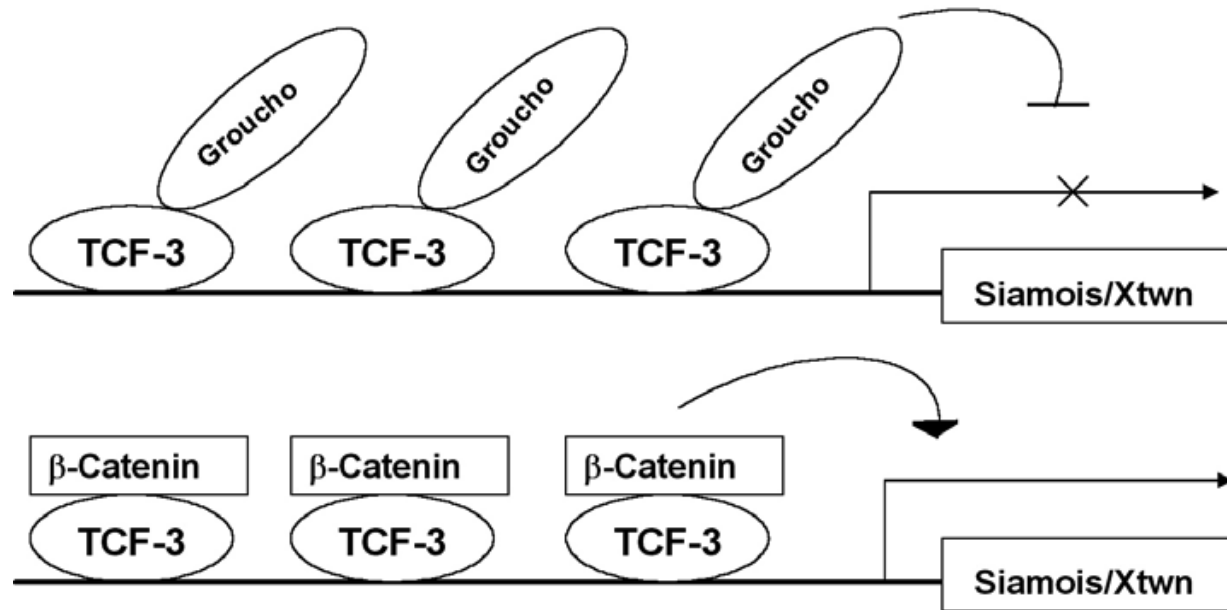 Groucho
Groucho
Groucho
TCF-3
TCF-3
TCF-3
Siamois/Xtwn
β-Catenin
β-Catenin
β-Catenin
TCF-3
TCF-3
TCF-3
Siamois/Xtwn